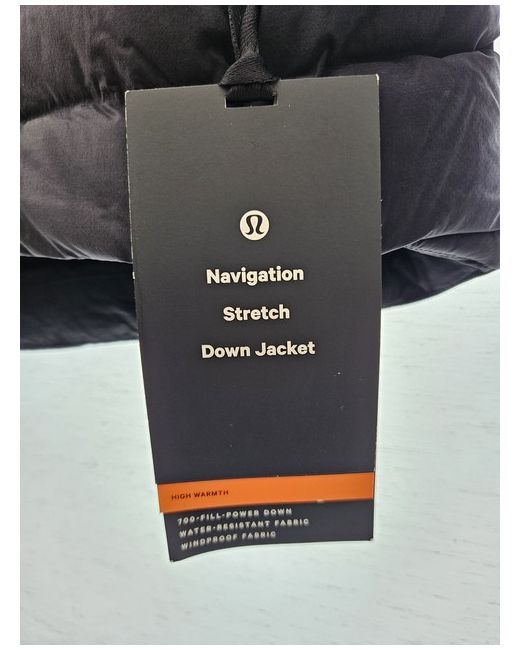 Navigation
Stretch
Down Jacket
HIGH WARMTH
700-FILL-POWER DOWN
WATER-RESISTANT FABRIC
WINDPROOF FABRIC